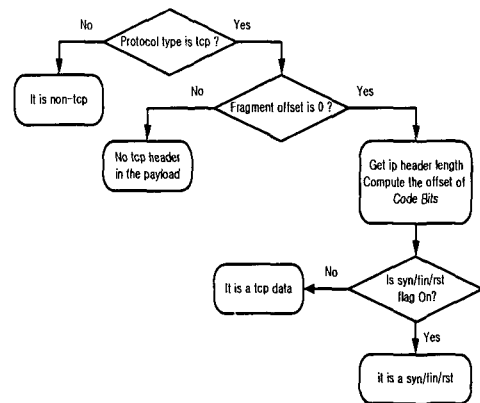 No
Yes
Protocol type is tcp ?
It is non-tcp
No
Yes
Fragment offset is 0 ?
No tcp header
in the payload
Get ip header length
Compute the offset of
Code Bits
No
Is syn/fin/rst
flag On?
It is a tcp data
Yes
it is a syn/fin/rst